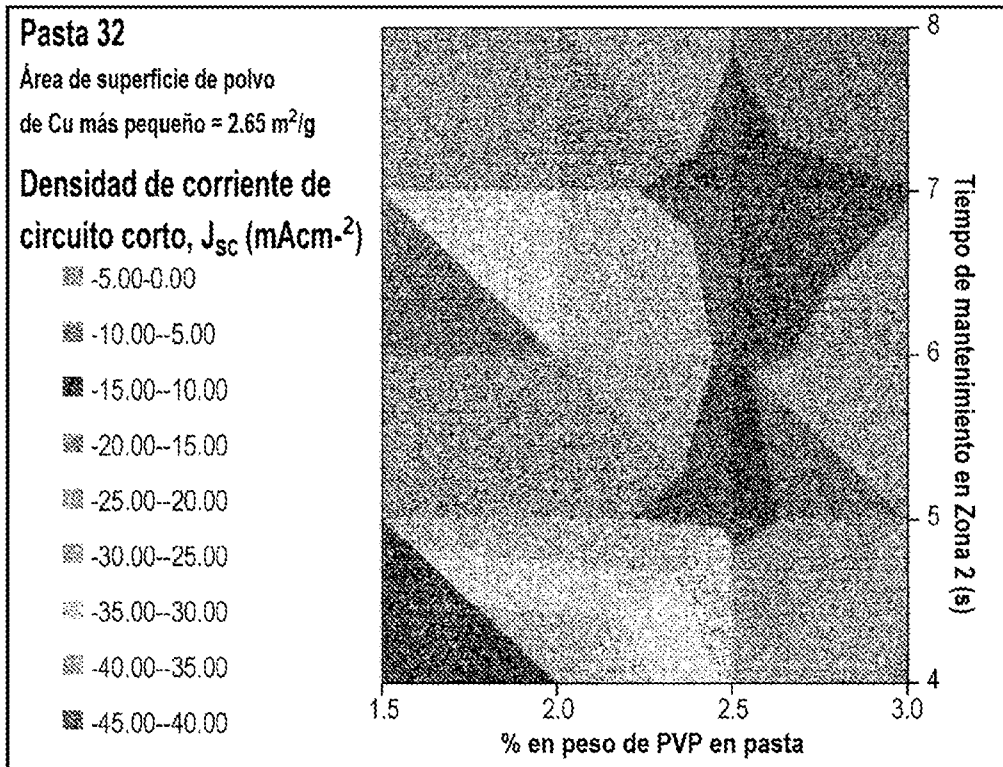 Pasta 32
Área de superficie de polvo
de Cu más pequeño = 2.65 m²/g
Densidad de corriente de
circuito corto, J_SC (mAcm-²)
-5.00-0.00
-10.00--5.00
-15.00--10.00
-20.00--15.00
-25.00--20.00
-30.00--25.00
-35.00--30.00
-40.00--35.00
-45.00--40.00
8
7
6
5
4
Tiempo de mantenimiento en Zona 2 (s)
1.5 2.0 2.5 3.0
% en peso de PVP en pasta